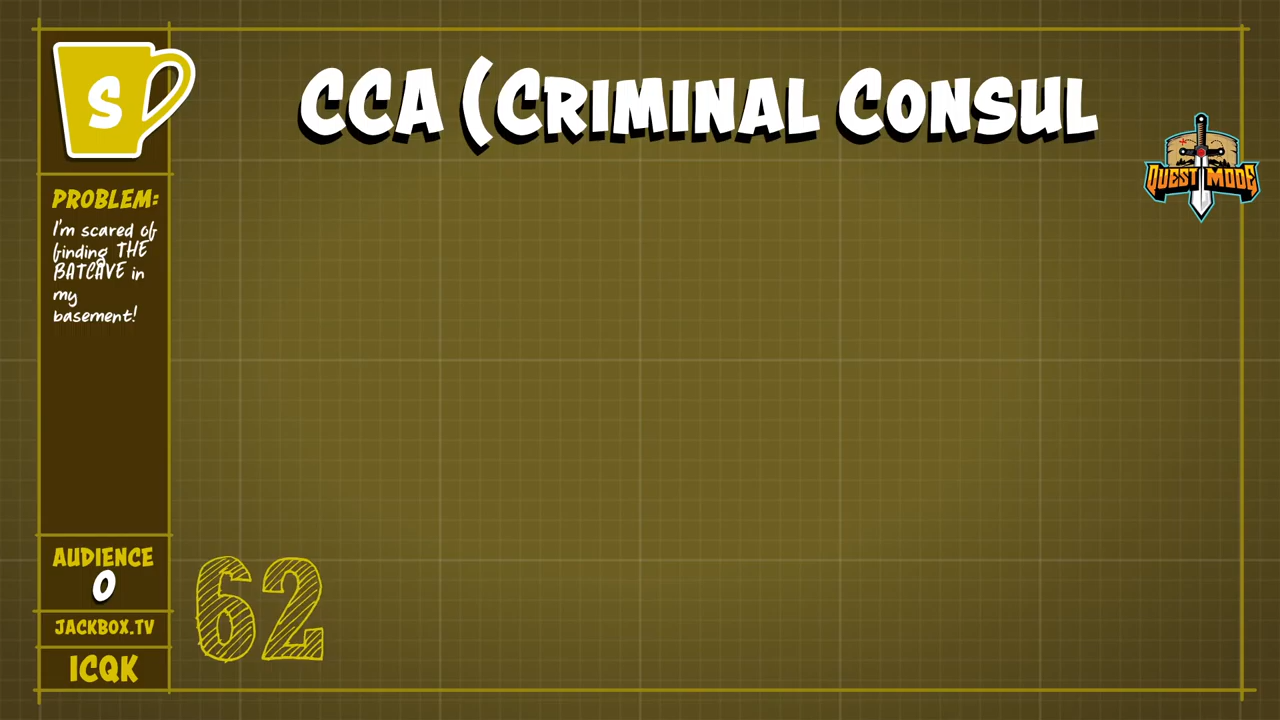 S
CCA (CRIMINAL CONSUL
QUEST MODE
PROBLEM:
I'm scared of
finding THE
BATCAVE in
my
basement!
AUDIENCE
0
JACKBOX.TV
ICQK
62